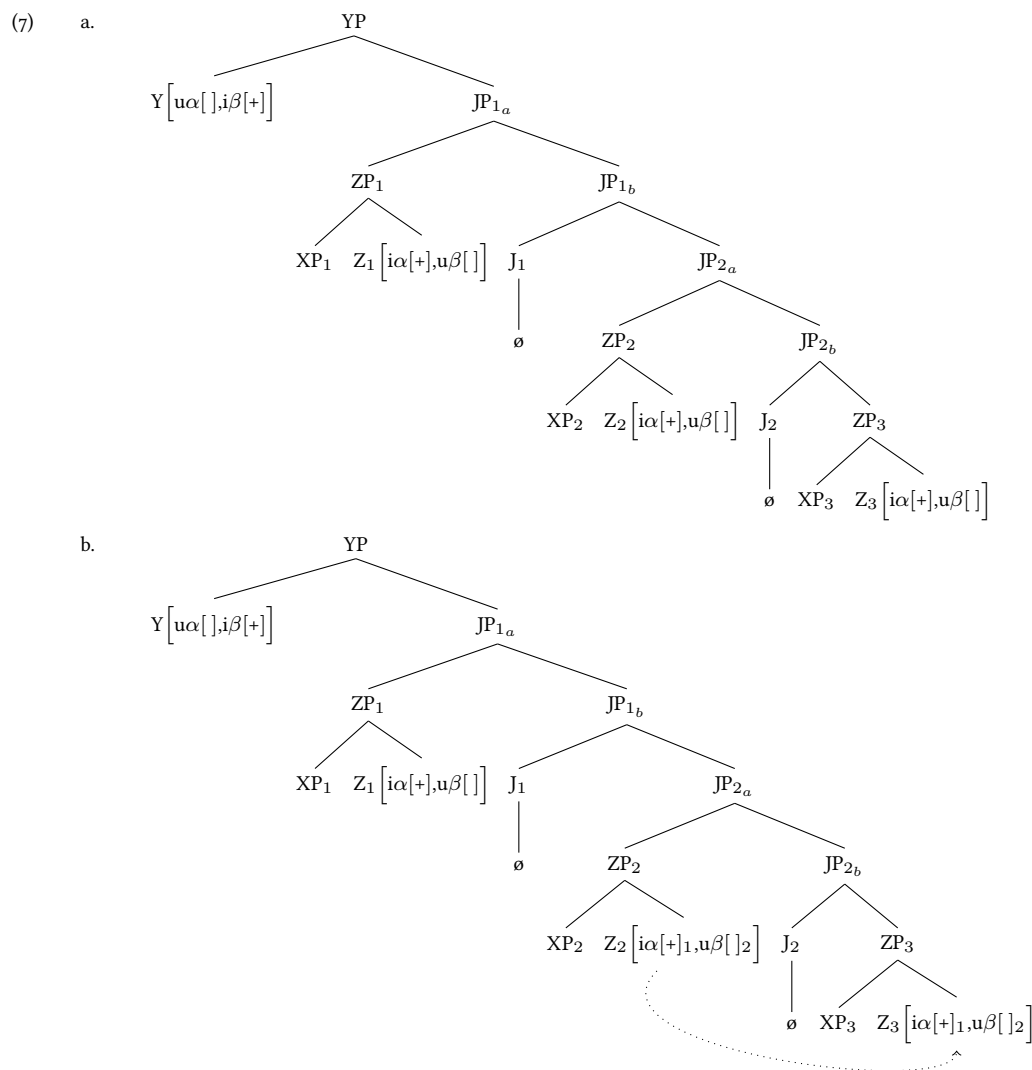 (7) a. YP
Y[uα[ ],iβ[+]] JP1a
ZP1 JP1b
XP1 Z1[iα[+],uβ[ ]] J1 JP2a
ø ZP2 JP2b
XP2 Z2[iα[+],uβ[ ]] J2 ZP3
ø XP3 Z3[iα[+],uβ[ ]]
b. YP
Y[uα[ ],iβ[+]] JP1a
ZP1 JP1b
XP1 Z1[iα[+],uβ[ ]] J1 JP2a
ø ZP2 JP2b
XP2 Z2[iα[+]1,uβ[ ]2] J2 ZP3
ø XP3 Z3[iα[+]1,uβ[ ]2]